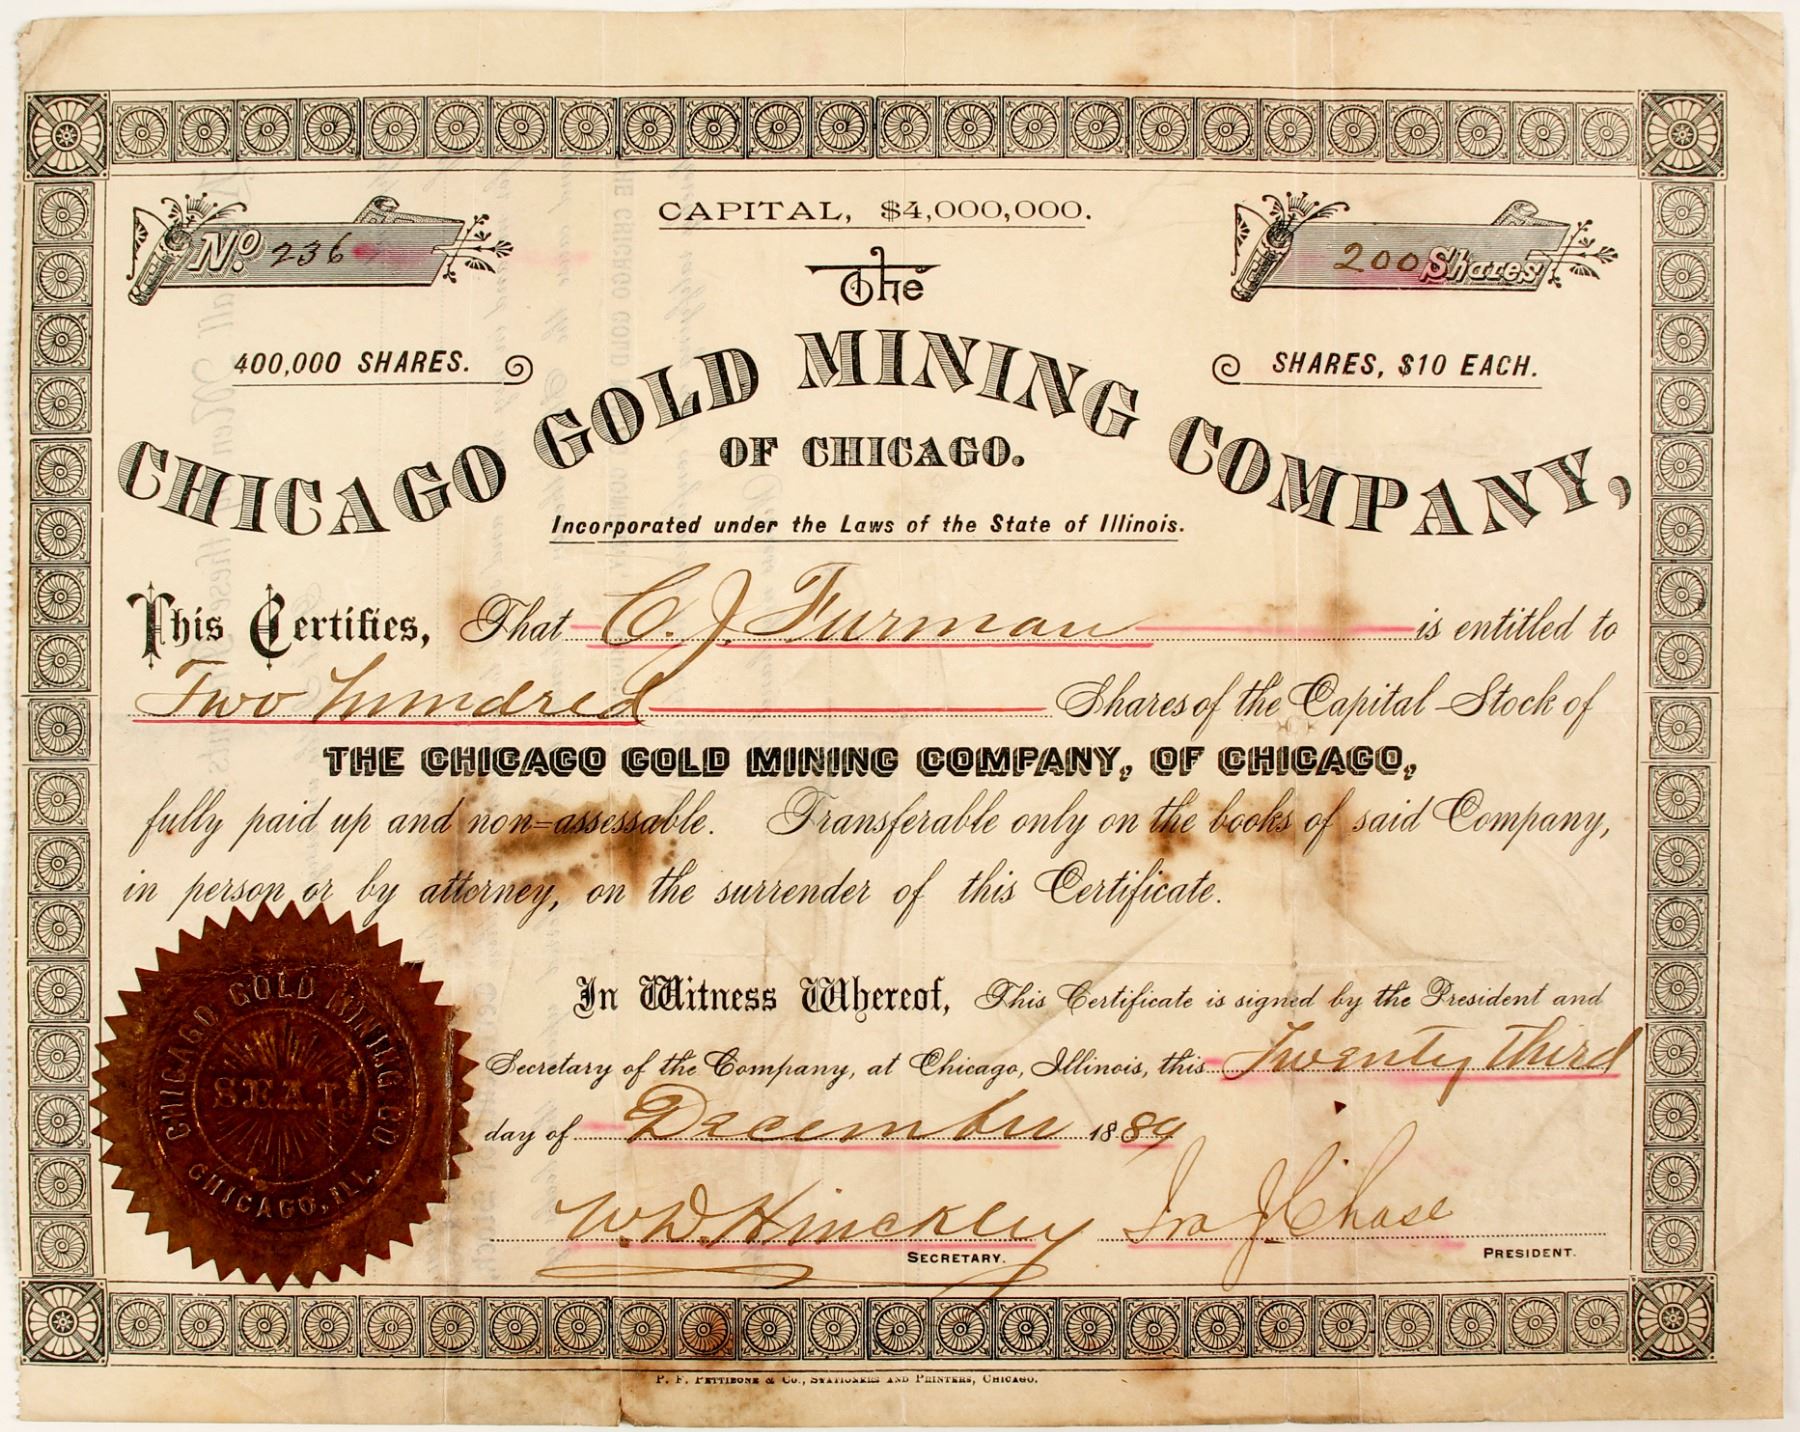 CAPITAL, $4,000,000.
No. 236
200 Shares
The
400,000 SHARES.
SHARES, $10 EACH.
CHICAGO GOLD MINING COMPANY,
OF CHICAGO.
Incorporated under the Laws of the State of Illinois.
This Certifies, That C. J. Furman is entitled to
Two hundred Shares of the Capital Stock of
THE CHICAGO GOLD MINING COMPANY, OF CHICAGO,
fully paid up and non-assessable. Transferable only on the books of said Company,
in person or by attorney, on the surrender of this Certificate.
In Witness Whereof, This Certificate is signed by the President and
Secretary of the Company, at Chicago, Illinois, this Twenty third
day of December 1889
W. D. Hinckley Ira J. Chase
SECRETARY. PRESIDENT.
CHICAGO GOLD MINING CO
SEAL
CHICAGO, ILL.
P. F. PETTIBONE & CO., STATIONERS AND PRINTERS, CHICAGO.